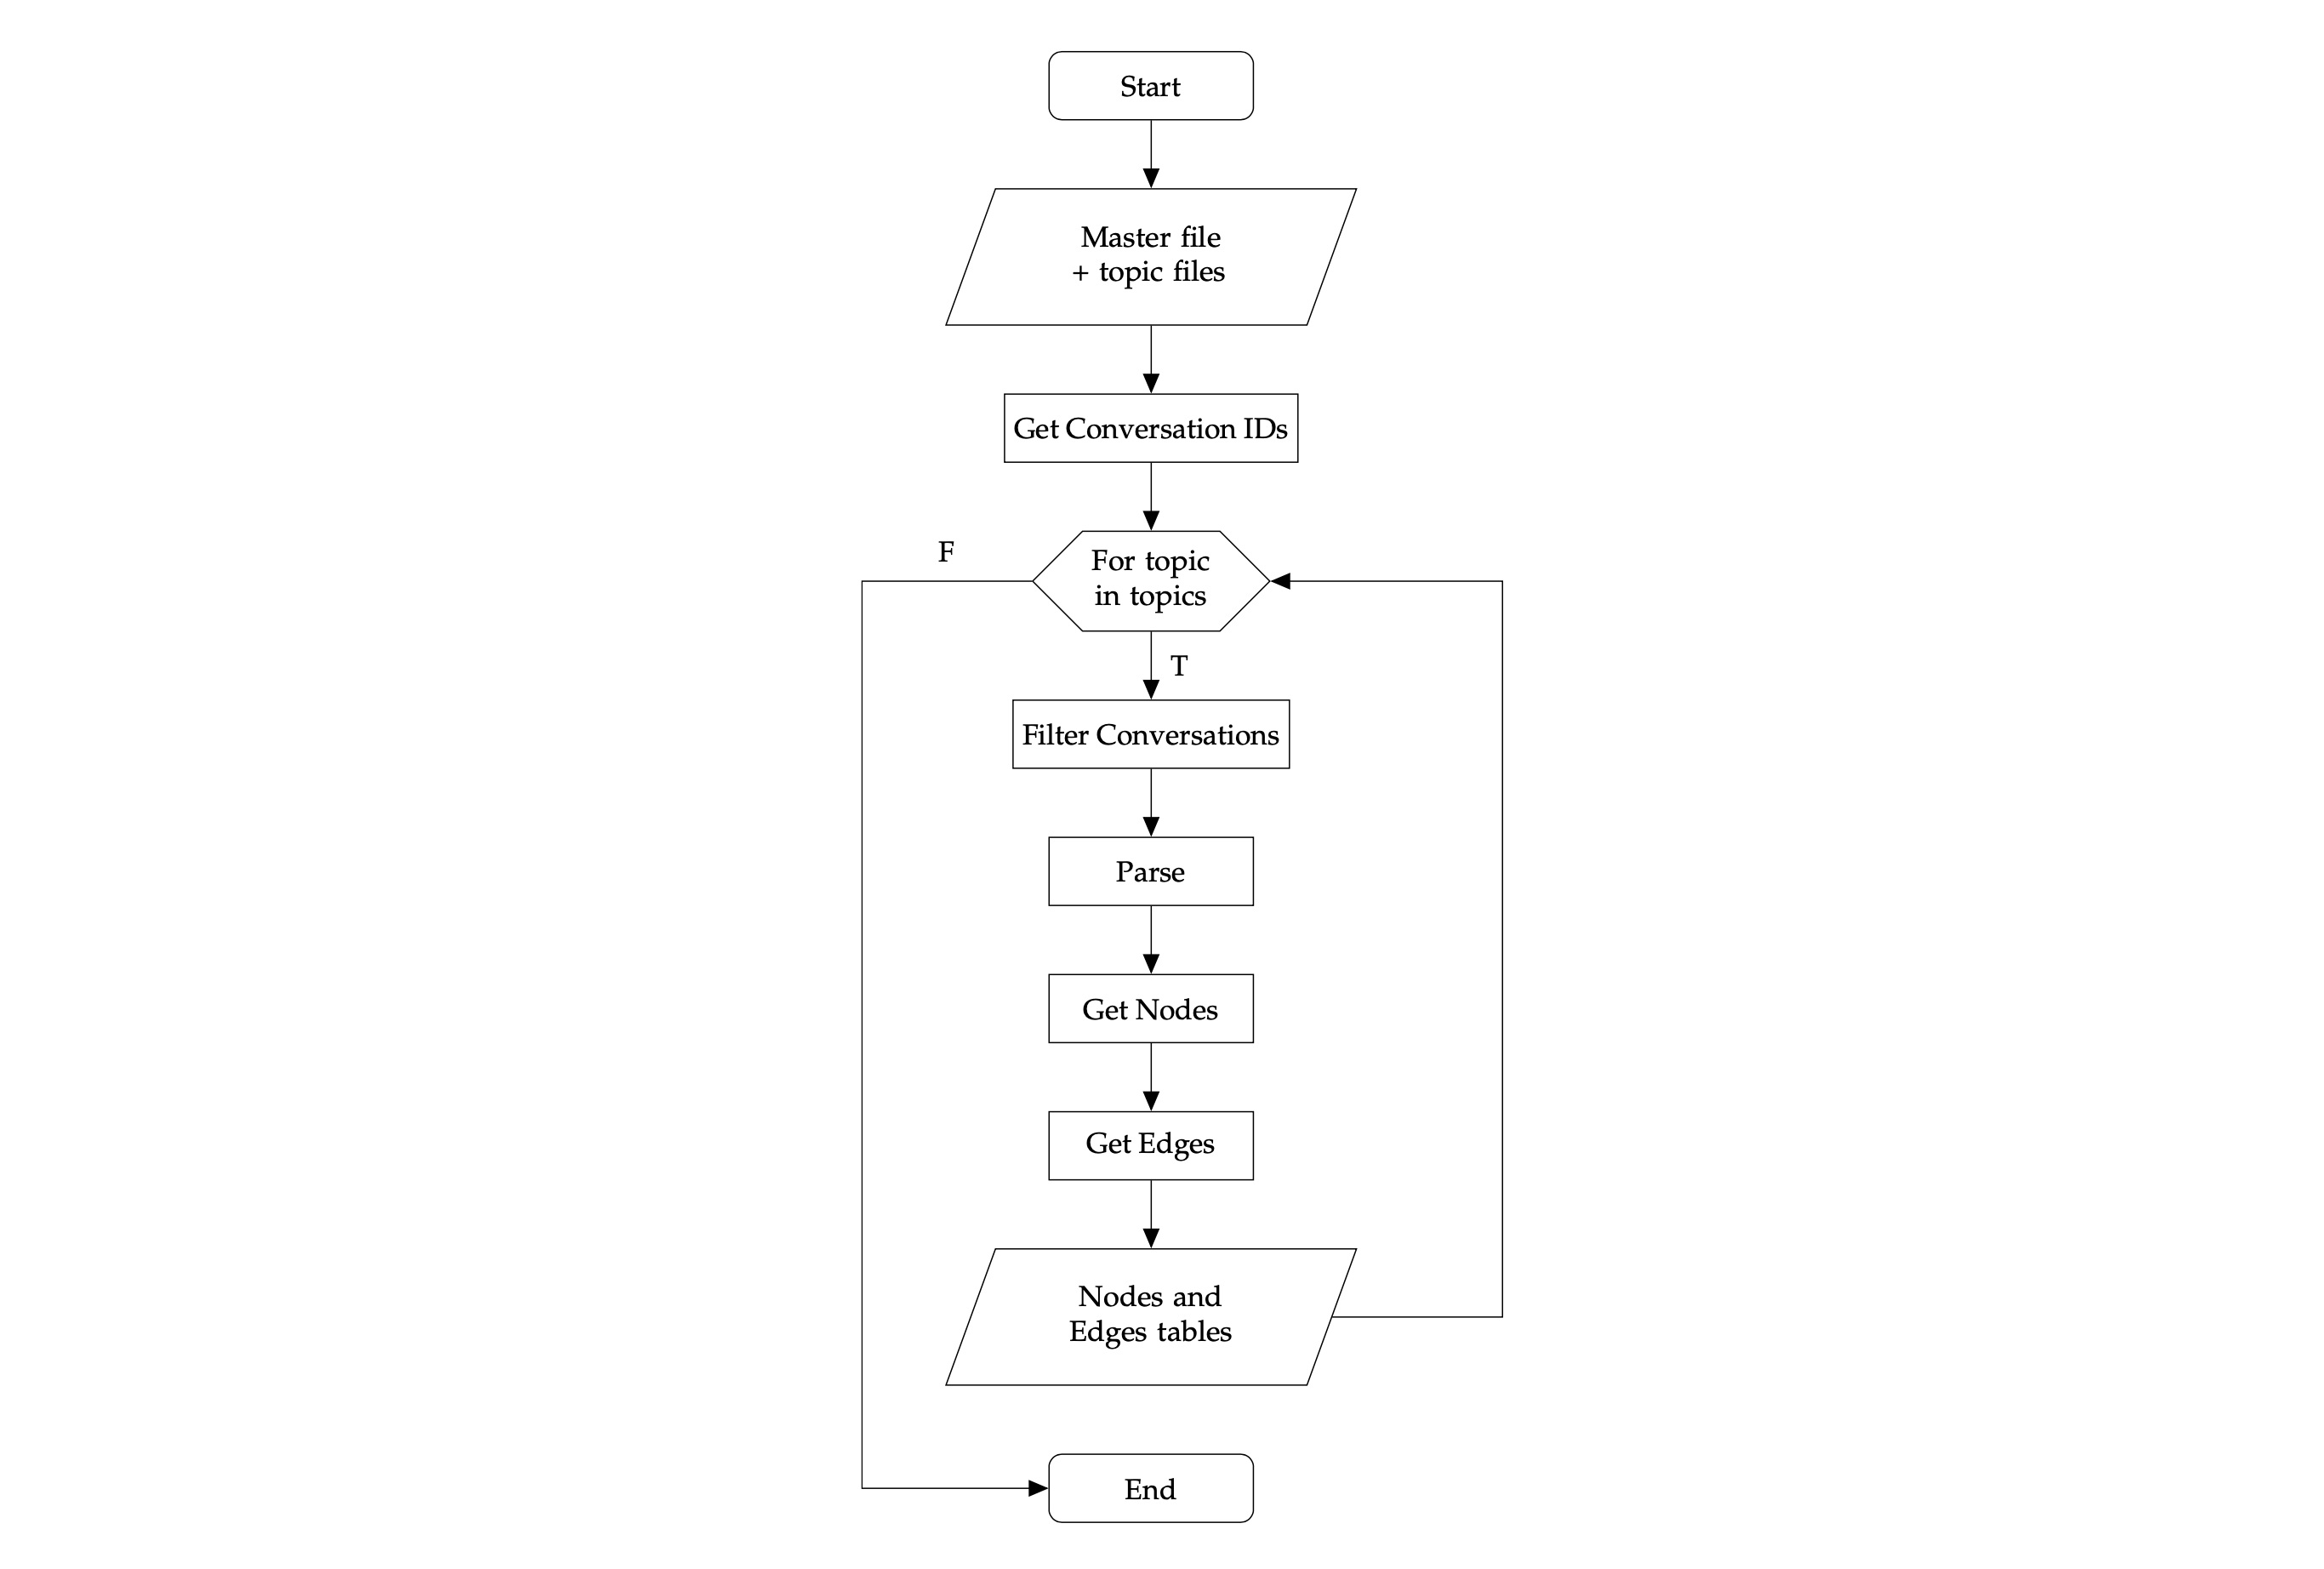 Start
Master file
+ topic files
Get Conversation IDs
F
For topic
in topics
T
Filter Conversations
Parse
Get Nodes
Get Edges
Nodes and
Edges tables
End